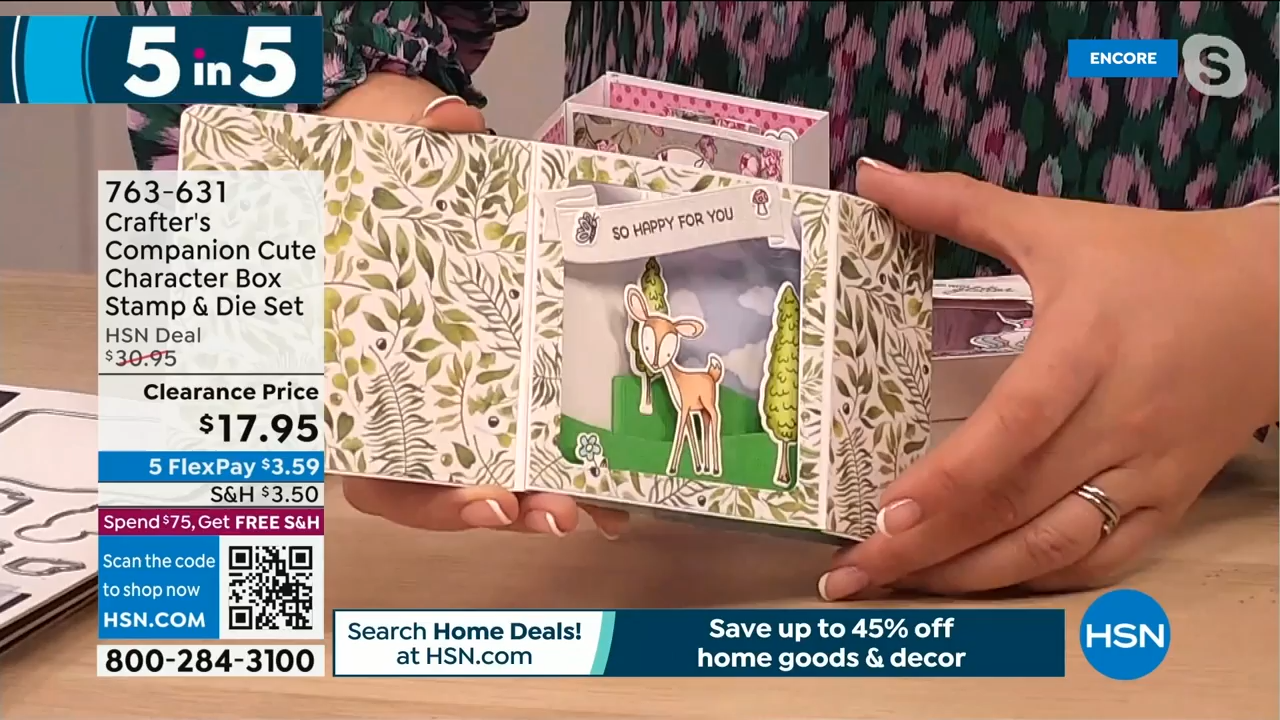 5 in 5
ENCORE
S
763-631
Crafter's
Companion Cute
Character Box
Stamp & Die Set
HSN Deal
$30.95
Clearance Price
$17.95
5 FlexPay $3.59
S&H $3.50
Spend $75, Get FREE S&H
Scan the code
to shop now
HSN.COM
800-284-3100
SO HAPPY FOR YOU
Search Home Deals!
at HSN.com
Save up to 45% off
home goods & decor
HSN